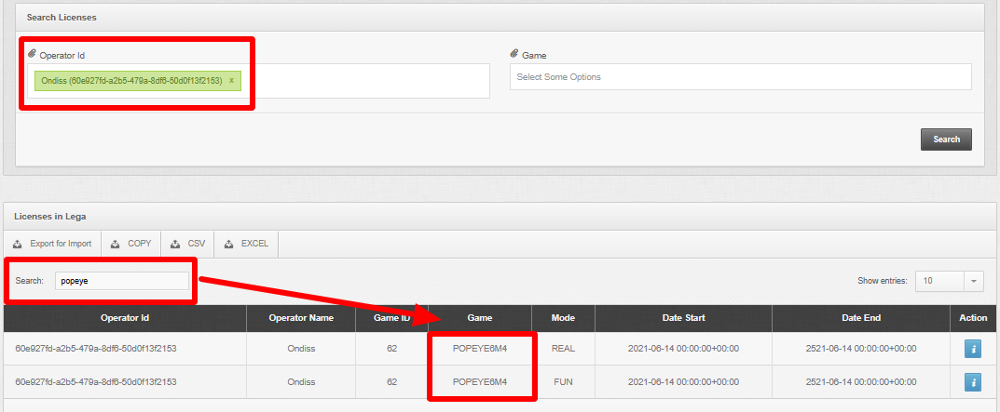 Search Licenses
Operator Id
Game
Ondiss (60e927fd-a2b5-479a-8df6-50d0f13f2153) x
Select Some Options
Search
Licenses in Lega
Export for Import COPY CSV EXCEL
Search: popeye Show entries: 10
Operator Id Operator Name Game ID Game Mode Date Start Date End Action
60e927fd-a2b5-479a-8df6-50d0f13f2153 Ondiss 62 POPEYE6M4 REAL 2021-06-14 00:00:00+00:00 2521-06-14 00:00:00+00:00 i
60e927fd-a2b5-479a-8df6-50d0f13f2153 Ondiss 62 POPEYE6M4 FUN 2021-06-14 00:00:00+00:00 2521-06-14 00:00:00+00:00 i